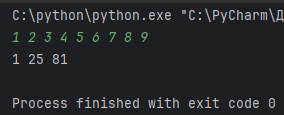 C:\python\python.exe "C:\PyCharm\Д
1 2 3 4 5 6 7 8 9
1 25 81
Process finished with exit code 0